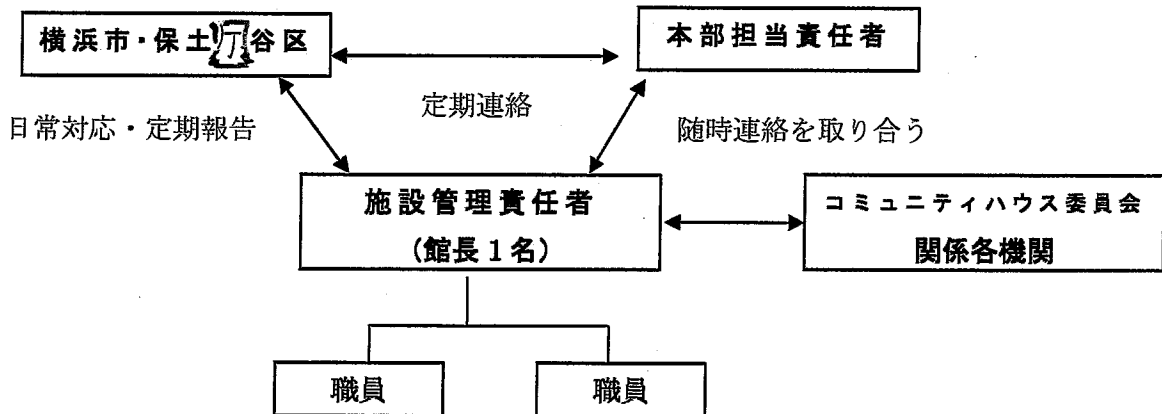 横浜市・保土ケ谷区
本部担当責任者
定期連絡
日常対応・定期報告
随時連絡を取り合う
施設管理責任者
（館長１名）
コミュニティハウス委員会
関係各機関
職員
職員